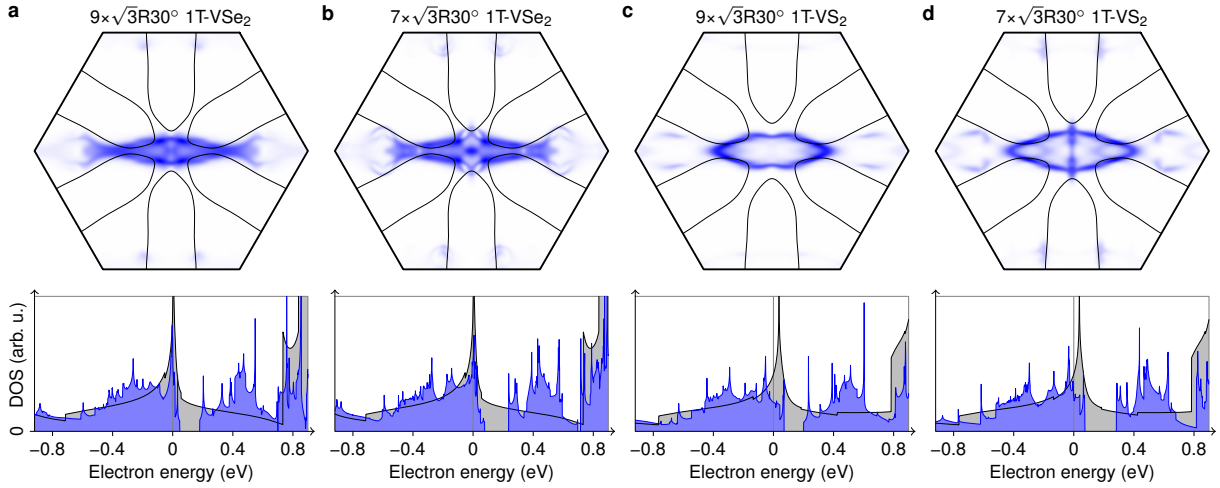 a 9×√3R30° 1T-VSe₂ b 7×√3R30° 1T-VSe₂ c 9×√3R30° 1T-VS₂ d 7×√3R30° 1T-VS₂
DOS (arb. u.)
0
−0.8 −0.4 0 0.4 0.8 −0.8 −0.4 0 0.4 0.8 −0.8 −0.4 0 0.4 0.8 −0.8 −0.4 0 0.4 0.8
Electron energy (eV) Electron energy (eV) Electron energy (eV) Electron energy (eV)